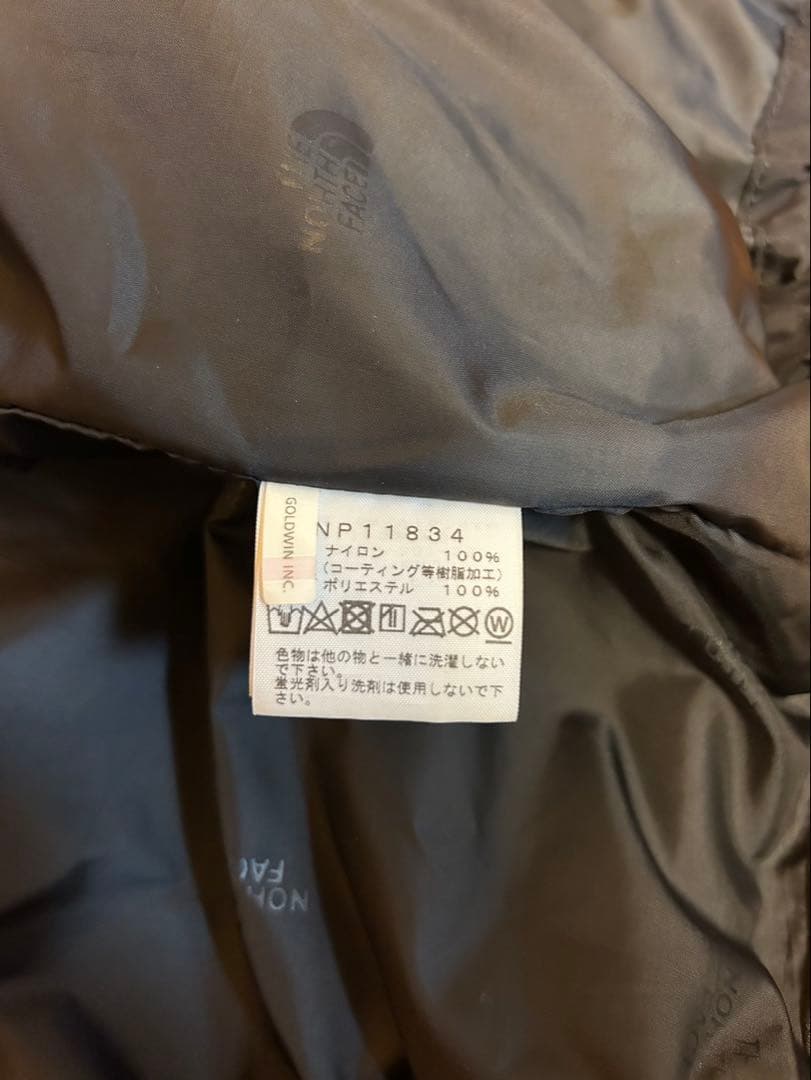 THE
NORTH
FACE
GOLDWIN INC.
NP11834
ナイロン 100%
(コーティング等樹脂加工)
ポリエステル 100%
W
色物は他の物と一緒に洗濯しない
で下さい。
蛍光剤入り洗剤は使用しないで下
さい。